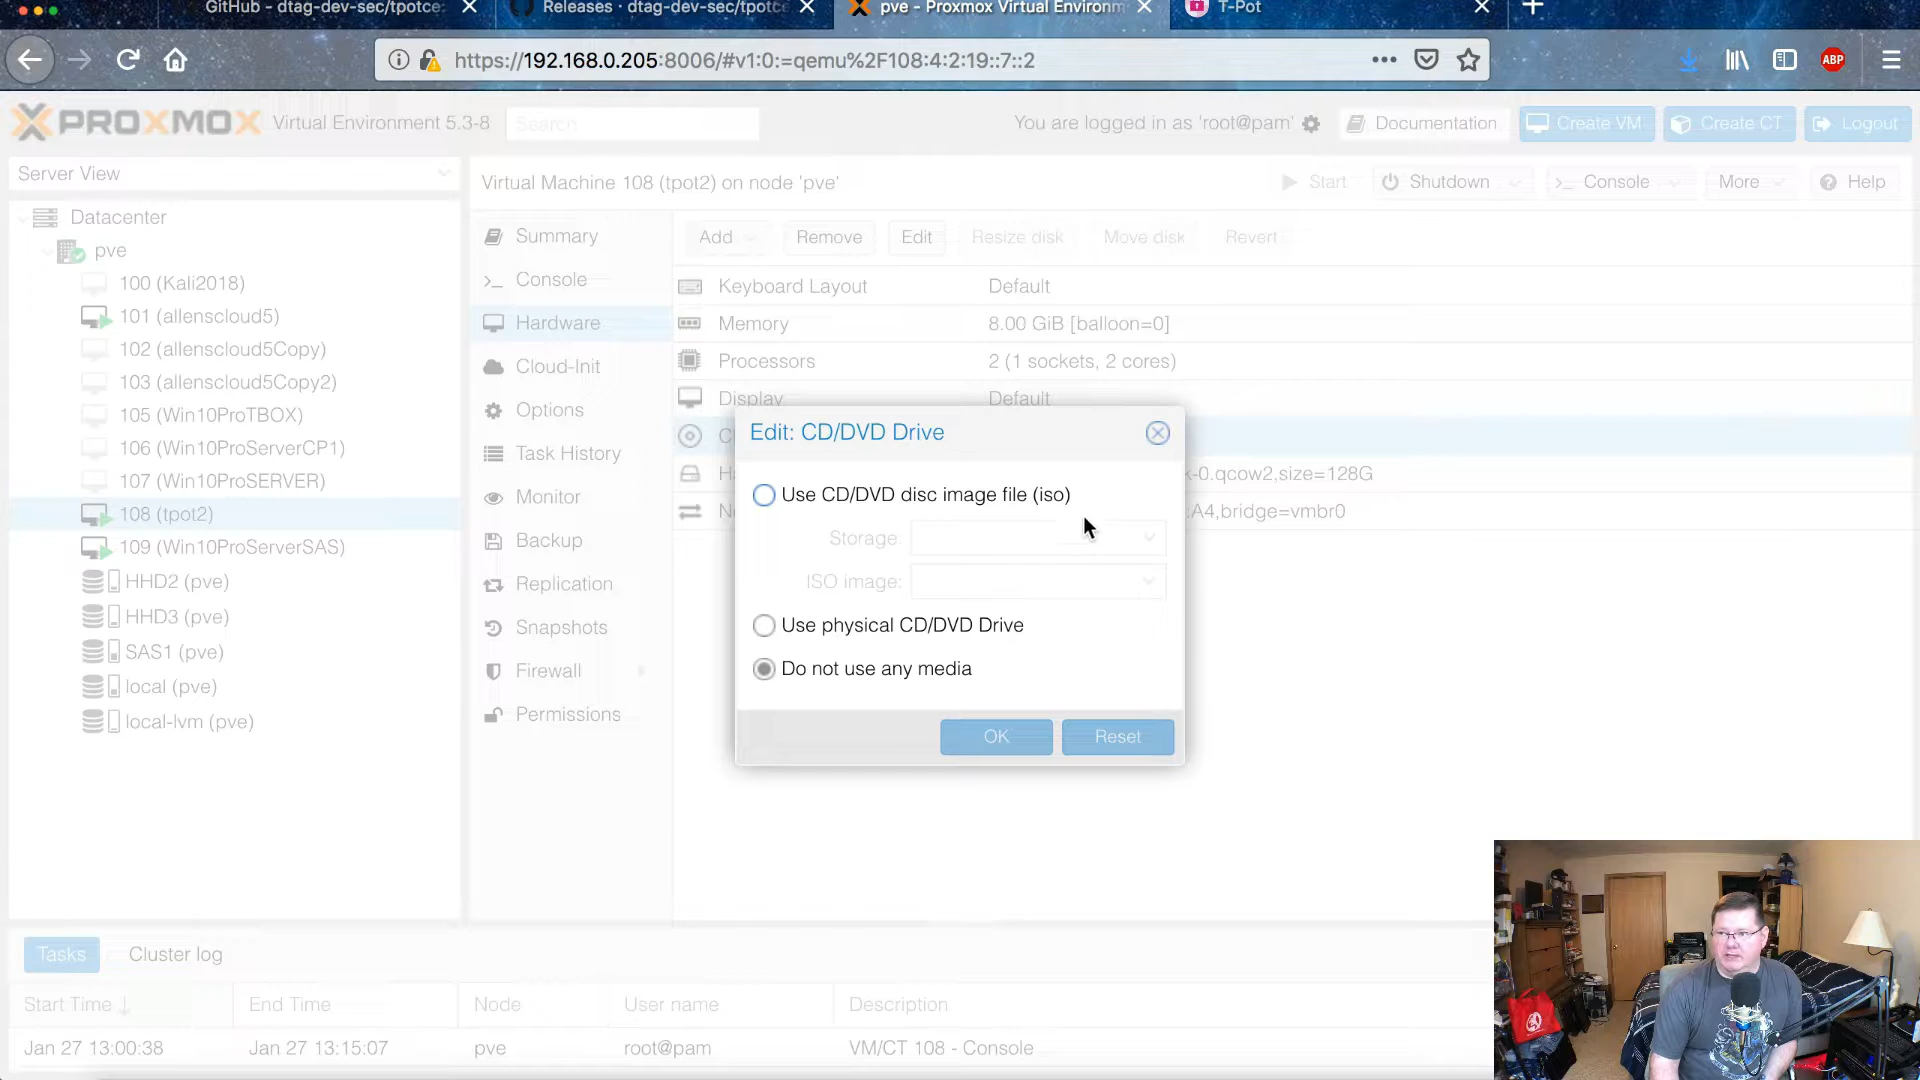 GitHub - dtag-dev-sec/tpotce:
Releases · dtag-dev-sec/tpotce
pve - Proxmox Virtual Environm
T-Pot
https://192.168.0.205:8006/#v1:0:=qemu%2F108:4:2:19::7::2
ABP
PROXMOX Virtual Environment 5.3-8
Search
You are logged in as 'root@pam'
Documentation
Create VM
Create CT
Logout
Server View
Virtual Machine 108 (tpot2) on node 'pve'
Start
Shutdown
Console
More
Help
Datacenter
pve
100 (Kali2018)
101 (allenscloud5)
102 (allenscloud5Copy)
103 (allenscloud5Copy2)
105 (Win10ProTBOX)
106 (Win10ProServerCP1)
107 (Win10ProSERVER)
108 (tpot2)
109 (Win10ProServerSAS)
HHD2 (pve)
HHD3 (pve)
SAS1 (pve)
local (pve)
local-lvm (pve)
Summary
Console
Hardware
Cloud-Init
Options
Task History
Monitor
Backup
Replication
Snapshots
Firewall
Permissions
Add
Remove
Edit
Resize disk
Move disk
Revert
Keyboard Layout Default
Memory 8.00 GiB [balloon=0]
Processors 2 (1 sockets, 2 cores)
Display Default
k-0.qcow2,size=128G
:A4,bridge=vmbr0
Edit: CD/DVD Drive
Use CD/DVD disc image file (iso)
Storage:
ISO image:
Use physical CD/DVD Drive
Do not use any media
OK
Reset
Tasks
Cluster log
Start Time ↓ End Time Node User name Description
Jan 27 13:00:38 Jan 27 13:15:07 pve root@pam VM/CT 108 - Console